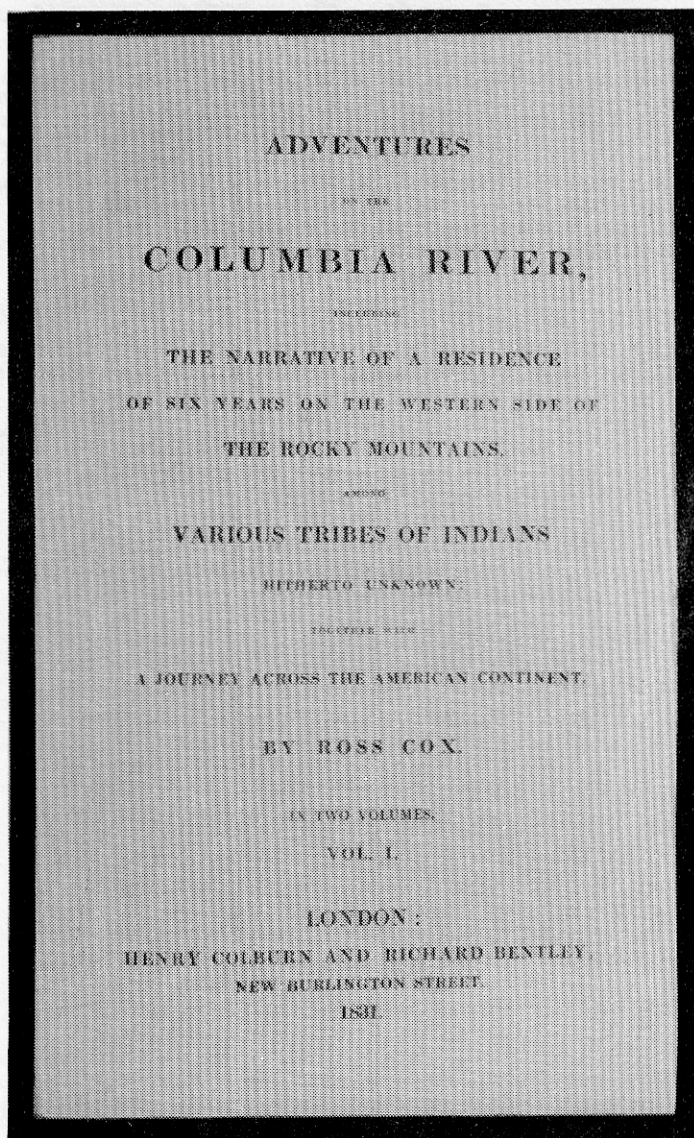 ADVENTURES
ON THE
COLUMBIA RIVER,
INCLUDING
THE NARRATIVE OF A RESIDENCE
OF SIX YEARS ON THE WESTERN SIDE OF
THE ROCKY MOUNTAINS,
AMONG
VARIOUS TRIBES OF INDIANS
HITHERTO UNKNOWN:
TOGETHER WITH
A JOURNEY ACROSS THE AMERICAN CONTINENT.
BY ROSS COX.
IN TWO VOLUMES.
VOL. I.
LONDON:
HENRY COLBURN AND RICHARD BENTLEY,
NEW BURLINGTON STREET.
1831.